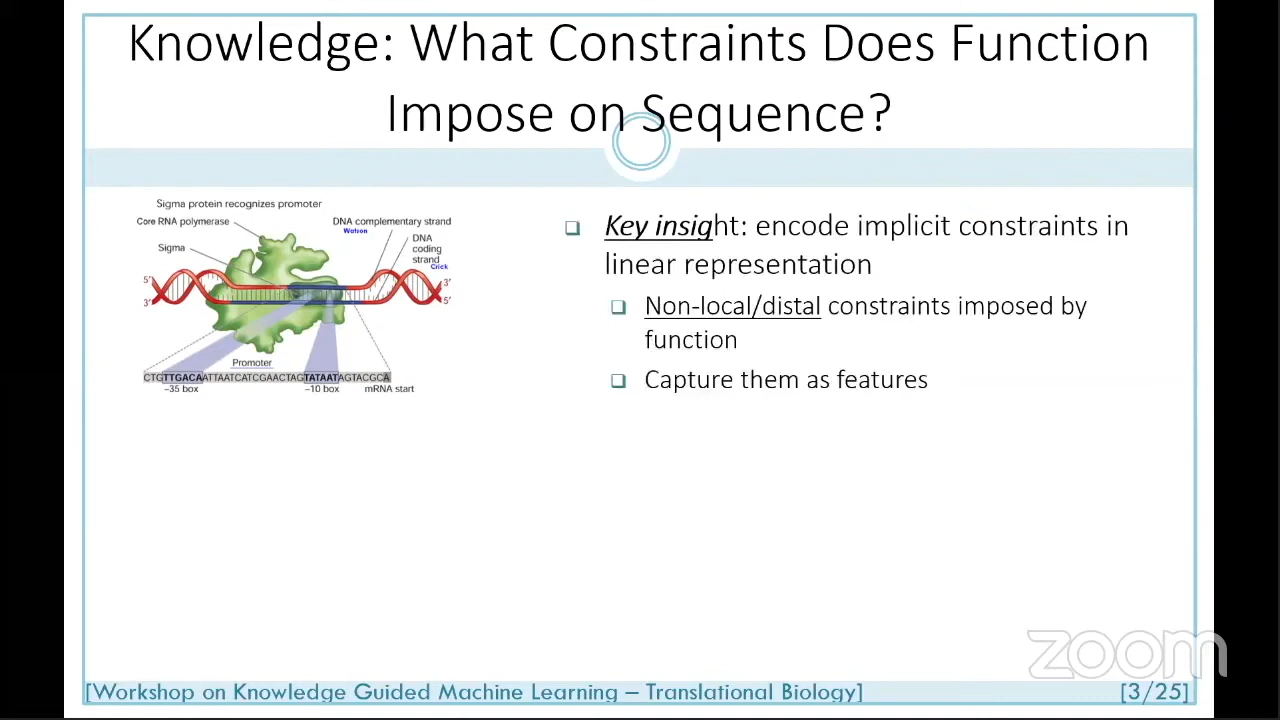 Knowledge: What Constraints Does Function
Impose on Sequence?
Sigma protein recognizes promoter
Core RNA polymerase
DNA complementary strand
Watson
Sigma
DNA
coding
strand
Crick
5'
3'
3'
5'
Promoter
CTGTTGACAATTAATCATCGAACTAGTATAATAGTACGCA
–35 box
–10 box
mRNA start
Key insight: encode implicit constraints in
linear representation
Non-local/distal constraints imposed by
function
Capture them as features
zoom
[Workshop on Knowledge Guided Machine Learning – Translational Biology]
[3/25]